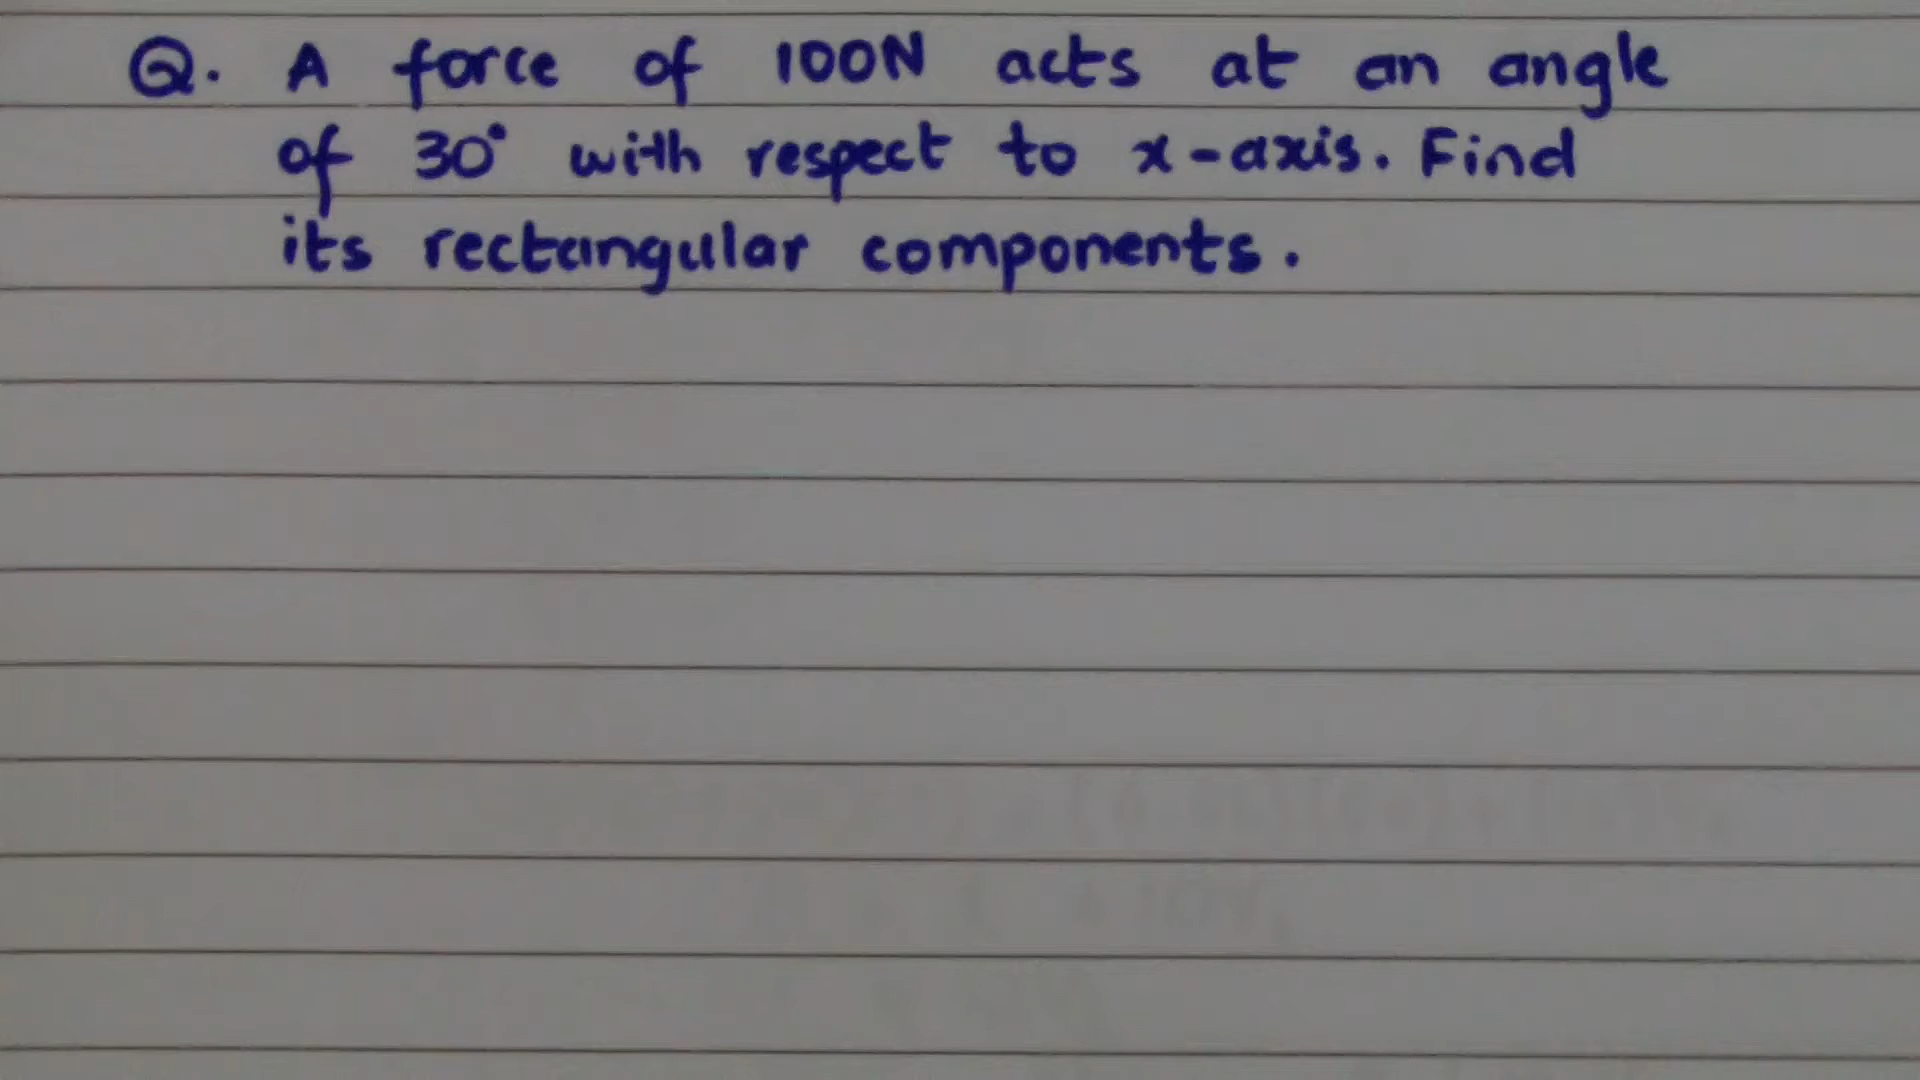 Q. A force of 100N acts at an angle
of 30° with respect to x-axis. Find
its rectangular components.